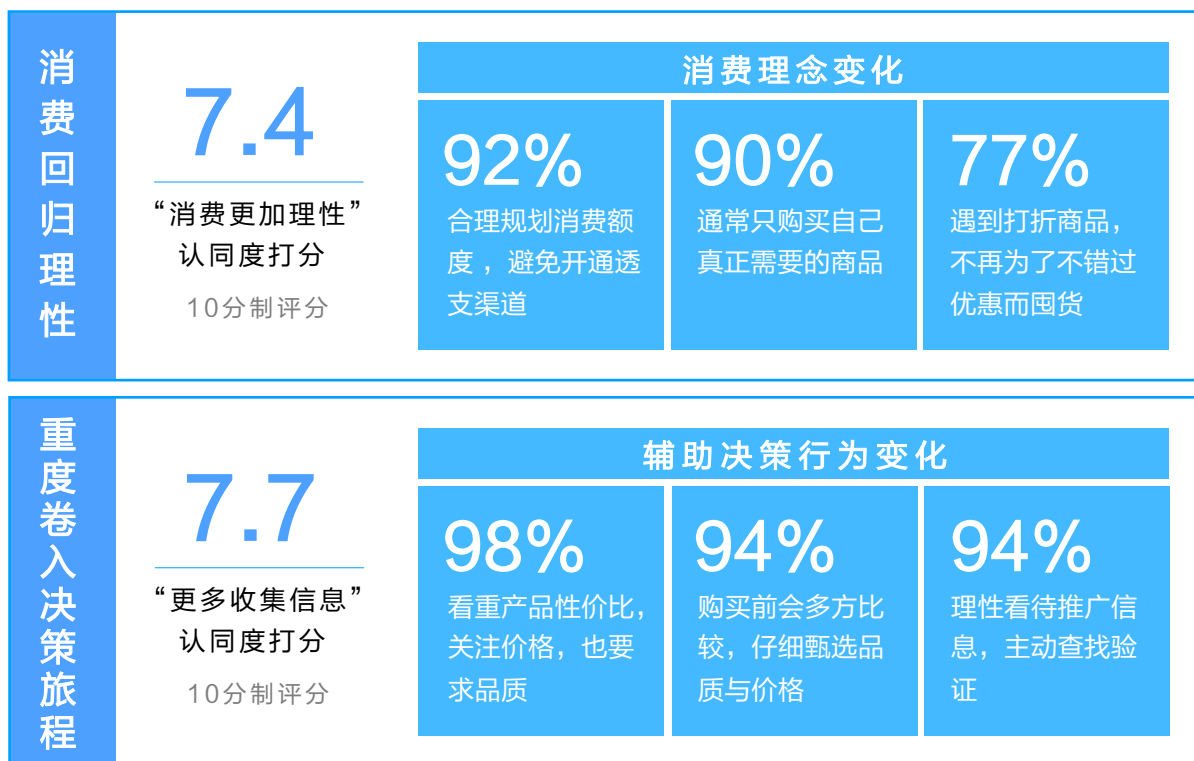 消费回归理性
7.4
“消费更加理性”
认同度打分
10分制评分
消费理念变化
92%
合理规划消费额
度，避免开通透
支渠道
90%
通常只购买自己
真正需要的商品
77%
遇到打折商品，
不再为了不错过
优惠而囤货
重度卷入决策旅程
7.7
“更多收集信息”
认同度打分
10分制评分
辅助决策行为变化
98%
看重产品性价比，
关注价格，也要
求品质
94%
购买前会多方比
较，仔细甄选品
质与价格
94%
理性看待推广信
息，主动查找验
证